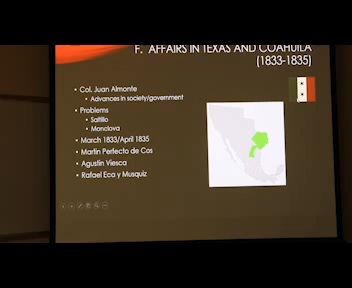 F. AFFAIRS IN TEXAS AND COAHUILA
(1833-1835)
Col. Juan Almonte
Advances in society/government
Problems
Saltillo
Monclova
March 1833/April 1835
Martin Perfecto de Cos
Agustin Viesca
Rafael Eca y Musquiz